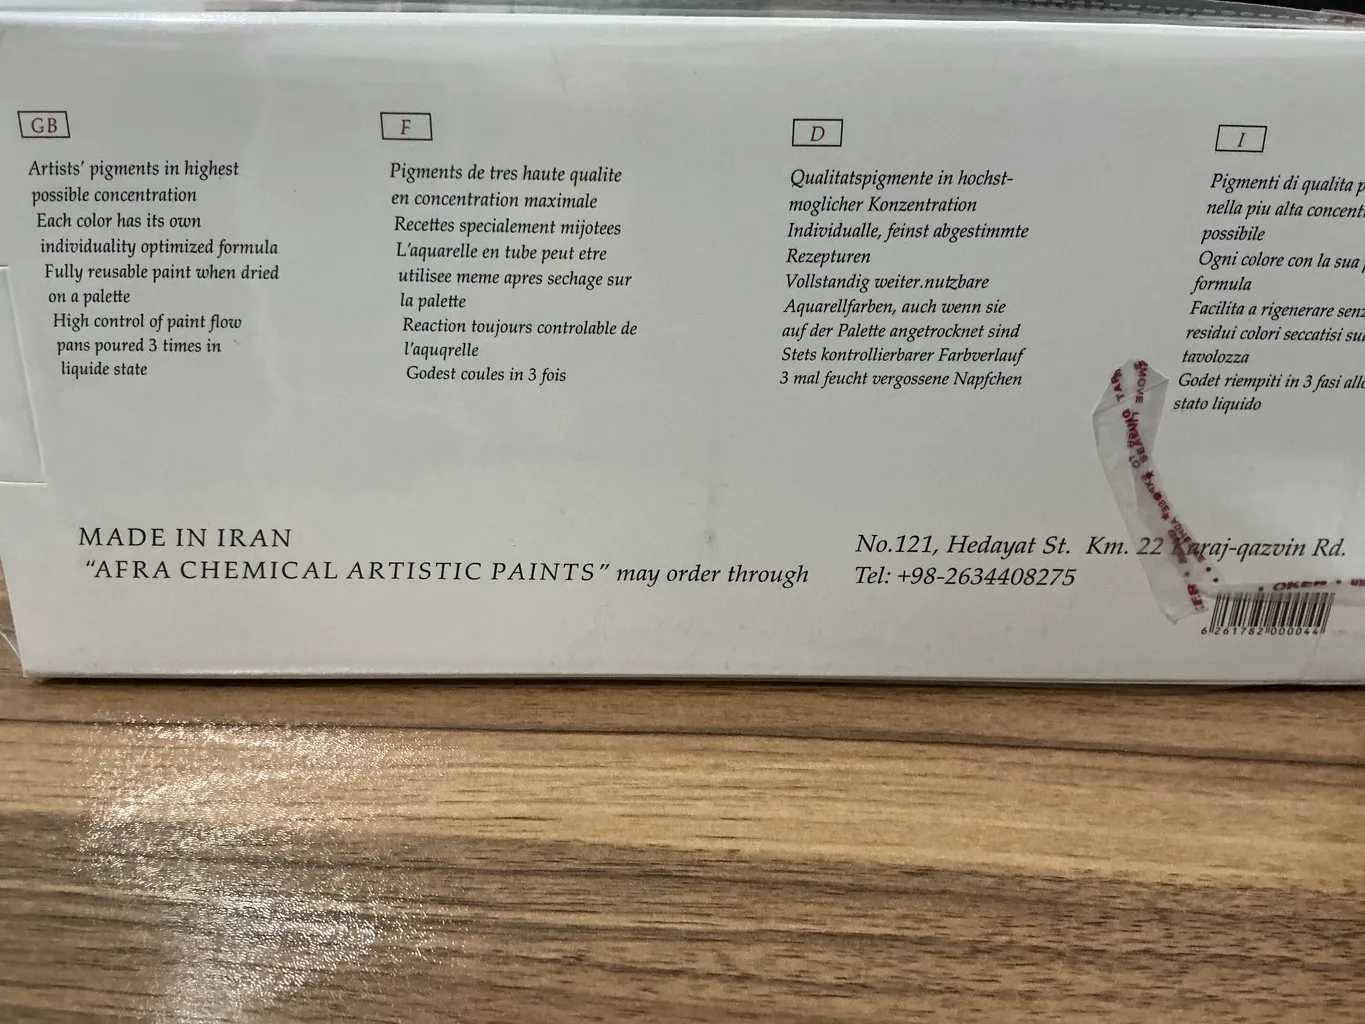 GB
Artists' pigments in highest
possible concentration
Each color has its own
individuality optimized formula
Fully reusable paint when dried
on a palette
High control of paint flow
pans poured 3 times in
liquide state
F
Pigments de tres haute qualite
en concentration maximale
Recettes specialement mijotees
L'aquarelle en tube peut etre
utilisee meme apres sechage sur
la palette
Reaction toujours controlable de
l'aquqrelle
Godest coules in 3 fois
D
Qualitatspigmente in hochst-
moglicher Konzentration
Individualle, feinst abgestimmte
Rezepturen
Vollstandig weiter.nutzbare
Aquarellfarben, auch wenn sie
auf der Palette angetrocknet sind
Stets kontrollierbarer Farbverlauf
3 mal feucht vergossene Napfchen
I
Pigmenti di qualita
nella piu alta
possibile
Ogni colore con la sua
formula
Facilita a rigenerare
residui colori seccatisi
tavolozza
Godet riempiti in 3 fasi
stato liquido
MADE IN IRAN
"AFRA CHEMICAL ARTISTIC PAINTS" may order through
No.121, Hedayat St. Km. 22 Karaj-qazvin Rd.
Tel: +98-2634408275
6 261782 000044